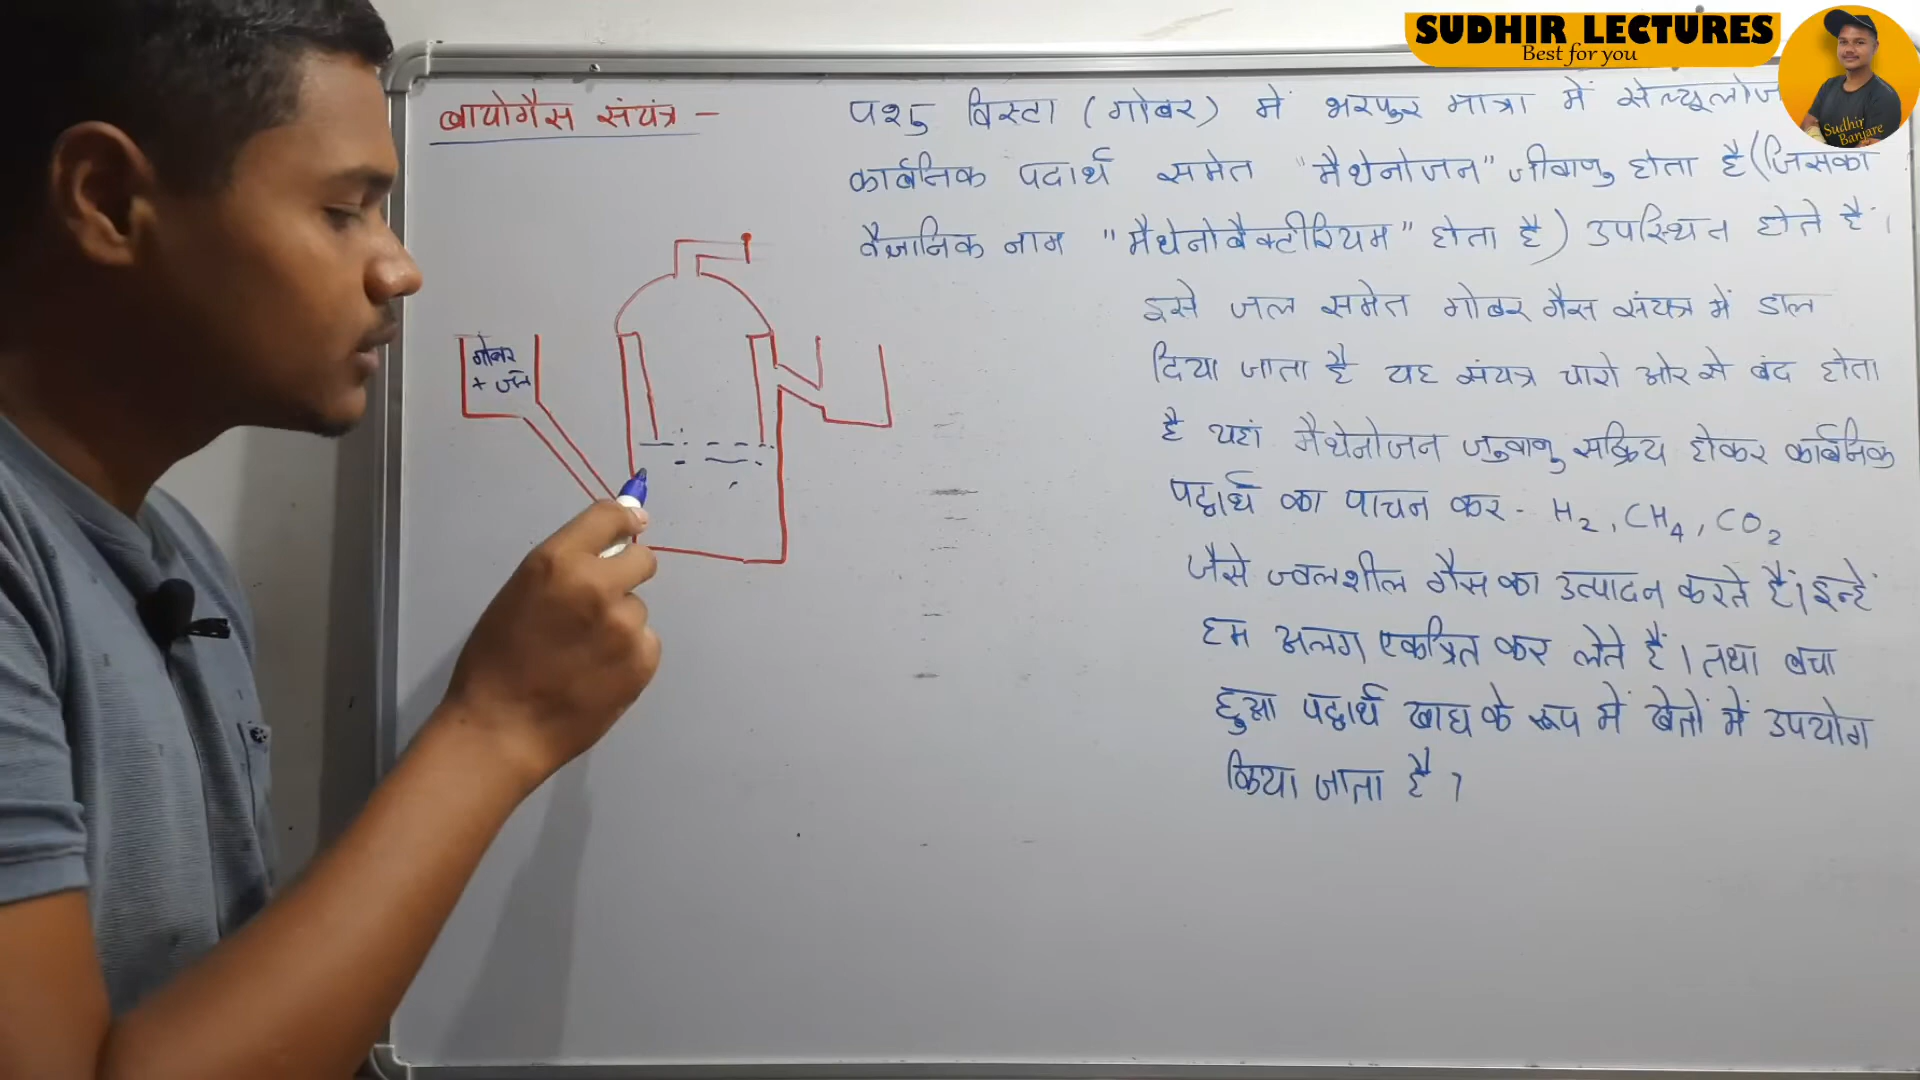 SUDHIR LECTURES
Best for you
Sudhir
Banjare
बायोगैस संयंत्र -
पशु विस्टा (गोबर) में भरपुर मात्रा में सेल्यूलोज
कार्बनिक पदार्थ समेत "मैथेनोजन" जीवाणु होता है (जिसका
वैज्ञानिक नाम "मैथेनोबैक्टीरियम" होता है) उपस्थित होते हैं।
इसे जल समेत गोबर गैस संयत्र में डाल
दिया जाता है यह संयत्र चारो ओर से बंद होता
है यहां मैथेनोजन जुवाणु सक्रिय होकर कार्बनिक
पदार्थ का पाचन कर - H2, CH4, CO2
जैसे ज्वलशील गैस का उत्पादन करते हैं। इन्हें
हम अलग एकत्रित कर लेते हैं। तथा बचा
हुआ पदार्थ खाद्य के रूप में खेतों में उपयोग
किया जाता है।
गोबर
+ जल